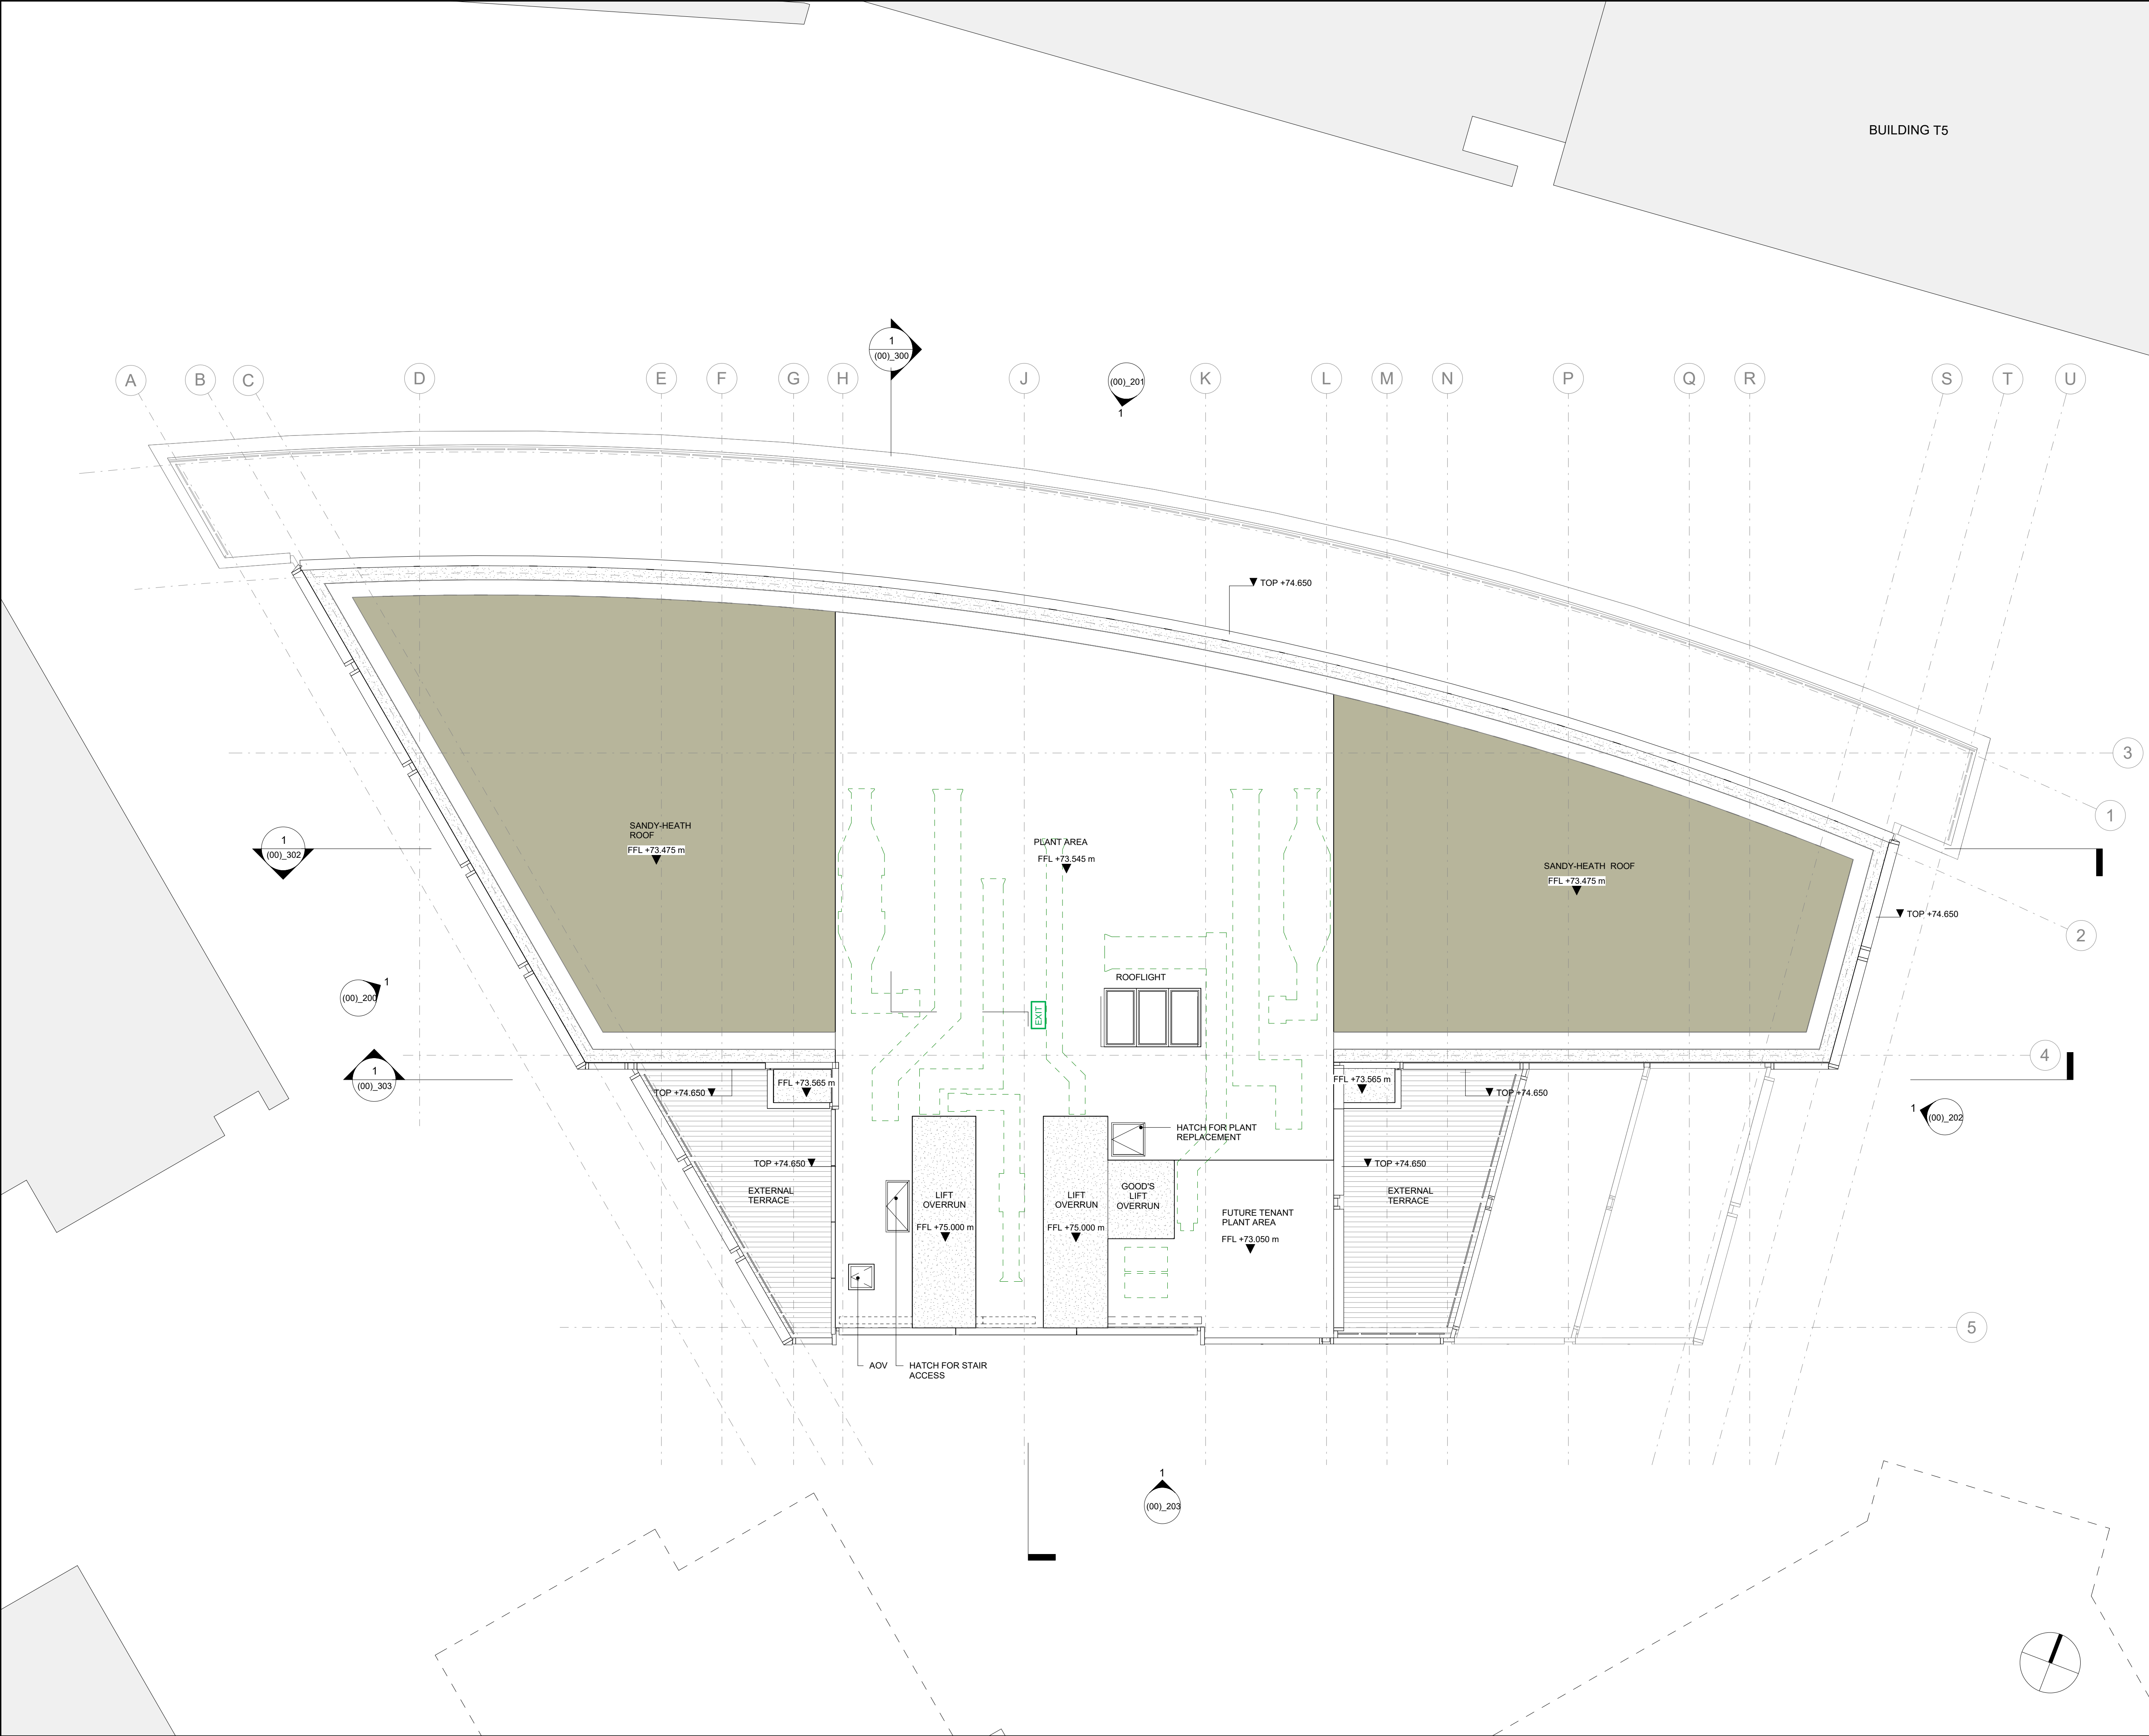 BUILDING T5
1
(00)_300
(00)_201
1
A
B
C
D
E
F
G
H
J
K
L
M
N
P
Q
R
S
T
U
TOP +74.650
3
1
SANDY-HEATH
ROOF
FFL +73.475 m
PLANT AREA
FFL +73.545 m
1
(00)_302
SANDY-HEATH ROOF
FFL +73.475 m
TOP +74.650
2
ROOFLIGHT
1
(00)_200
EXIT
4
1
(00)_303
TOP +74.650
FFL +73.565 m
FFL +73.565 m
TOP +74.650
1
(00)_202
HATCH FOR PLANT
REPLACEMENT
TOP +74.650
TOP +74.650
EXTERNAL
TERRACE
LIFT
OVERRUN
FFL +75.000 m
LIFT
OVERRUN
FFL +75.000 m
GOOD'S
LIFT
OVERRUN
FUTURE TENANT
PLANT AREA
FFL +73.050 m
EXTERNAL
TERRACE
5
AOV
HATCH FOR STAIR
ACCESS
1
(00)_203